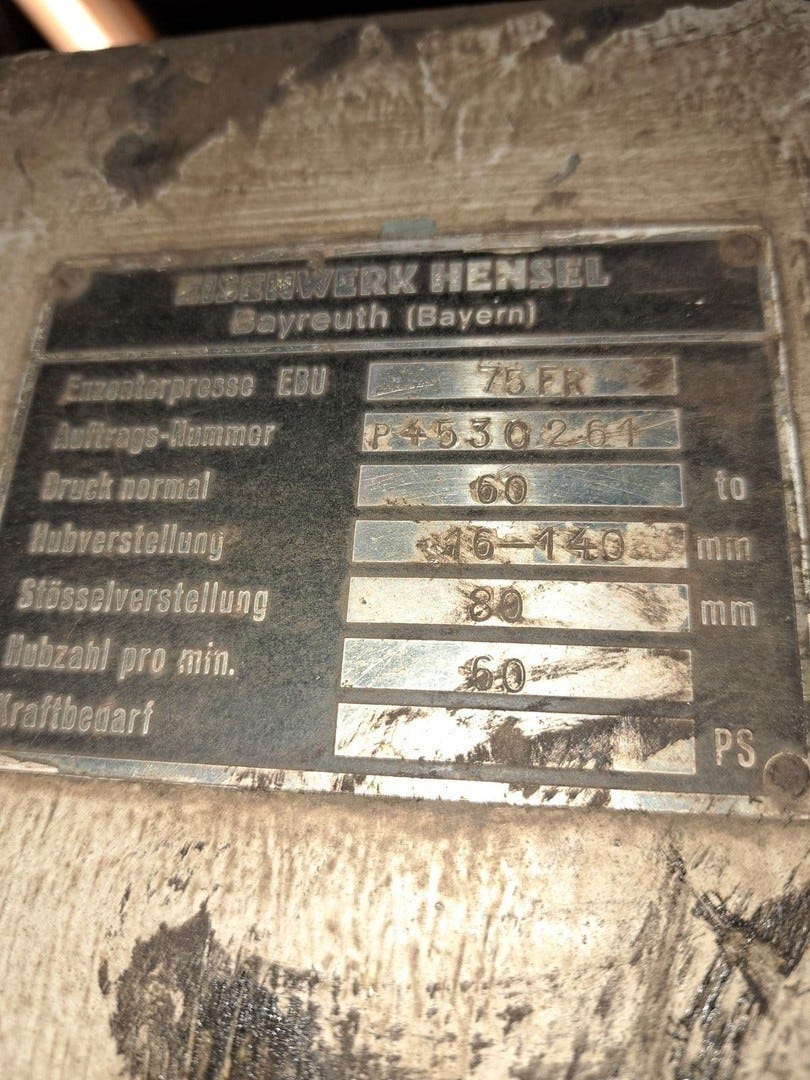 EISENWERK HENSEL
Bayreuth (Bayern)
Exzenterpresse EBU 75 FR
Auftrags-Nummer P4530261
Druck normal 60 to
Hubverstellung 16-140 mm
Stösselverstellung 80 mm
Hubzahl pro min. 60
Kraftbedarf PS